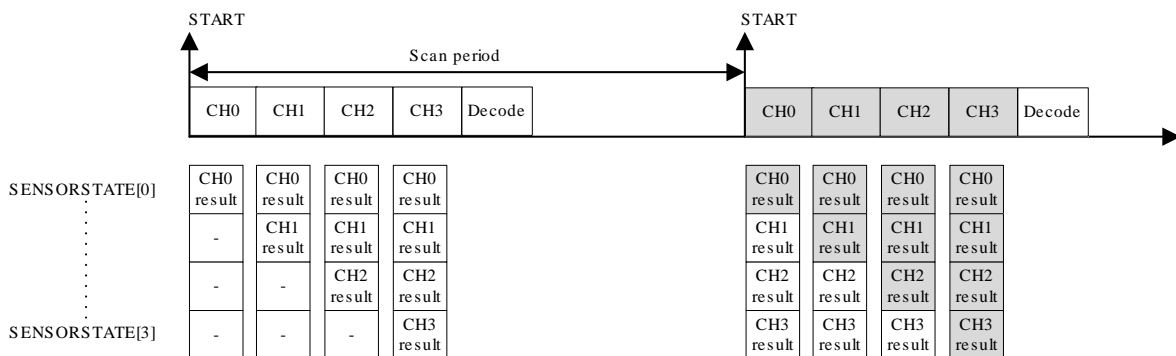 START START
Scan period
CH0 CH1 CH2 CH3 Decode CH0 CH1 CH2 CH3 Decode
SENSORSTATE[0]
CH0 CH0 CH0 CH0 CH0 CH0 CH0 CH0
result result result result result result result result
- CH1 CH1 CH1 CH1 CH1 CH1 CH1
result result result result result result result
- - CH2 CH2 CH2 CH2 CH2 CH2
result result result result result result
SENSORSTATE[3]
- - - CH3 CH3 CH3 CH3 CH3
result result result result result